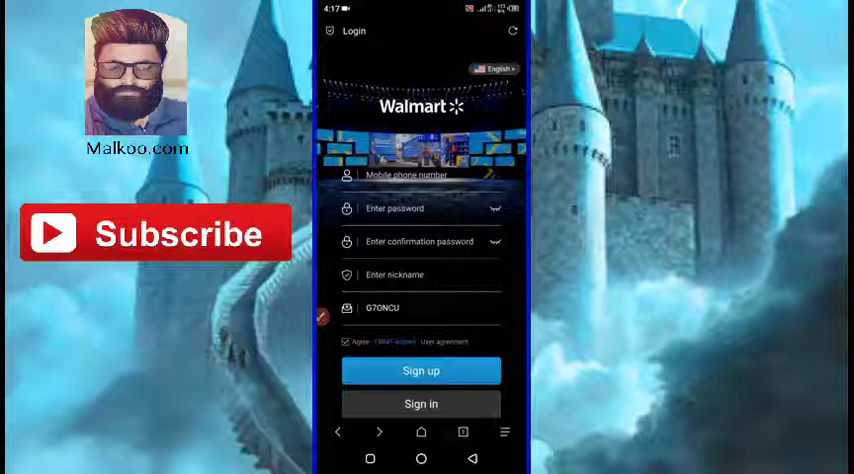 4:17
Login
English >
Walmart
Mobile phone number
Enter password
Enter confirmation password
Enter nickname
G7ONCU
Agree
User agreement
Sign up
Sign in
1
Malkoo.com
Subscribe